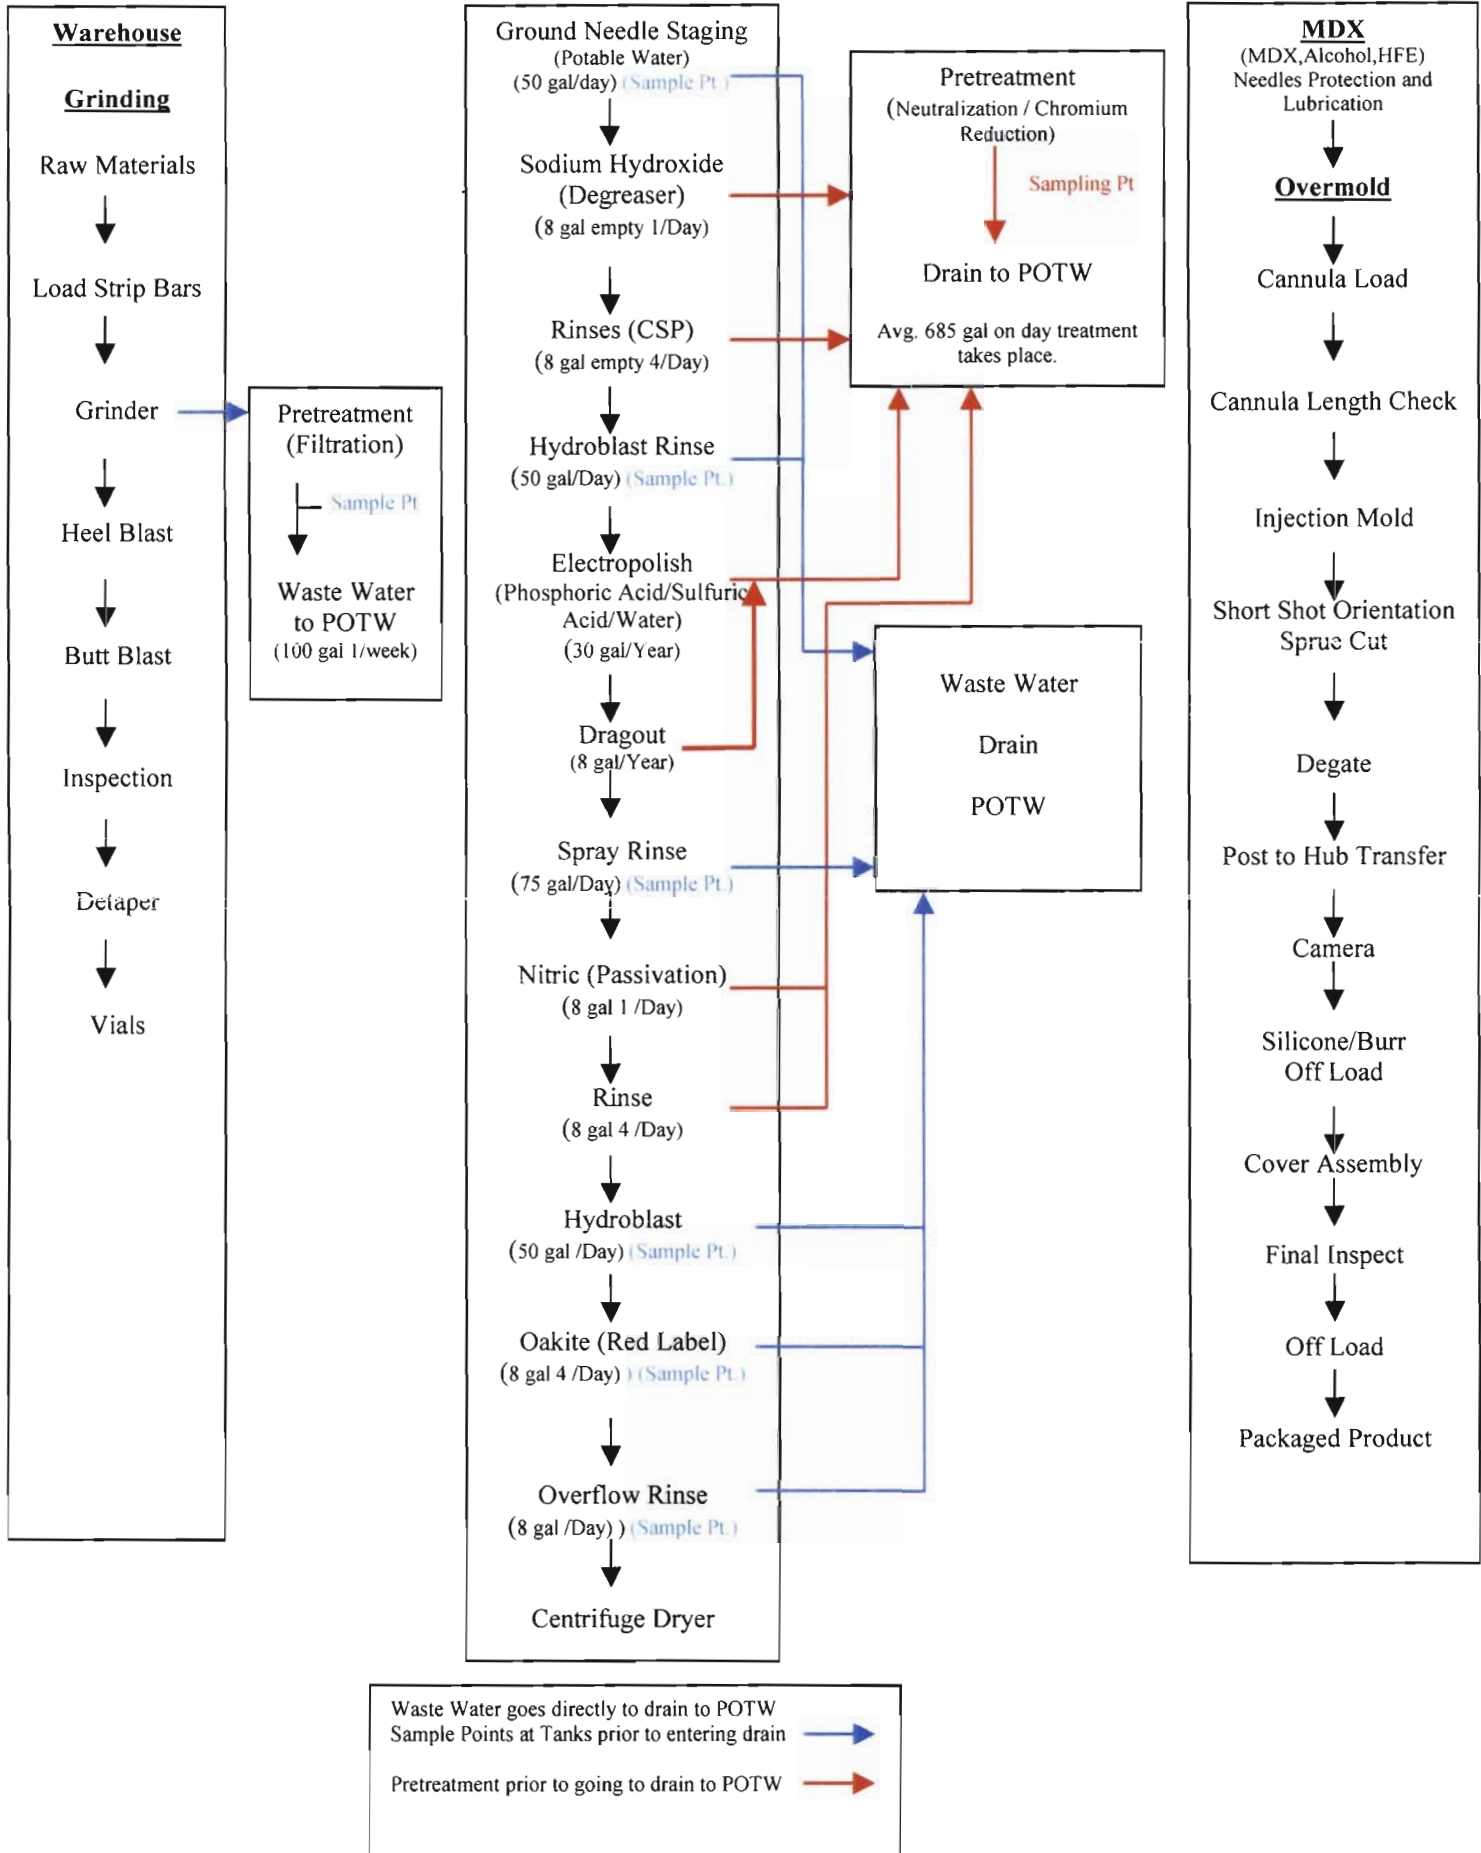 Warehouse
Grinding
Raw Materials
Load Strip Bars
Grinder
Heel Blast
Butt Blast
Inspection
Detaper
Vials
Pretreatment
(Filtration)
Sample Pt
Waste Water
to POTW
(100 gal 1/week)
Ground Needle Staging
(Potable Water)
(50 gal/day) (Sample Pt.)
Sodium Hydroxide
(Degreaser)
(8 gal empty 1/Day)
Rinses (CSP)
(8 gal empty 4/Day)
Hydroblast Rinse
(50 gal/Day) (Sample Pt.)
Electropolish
(Phosphoric Acid/Sulfuric
Acid/Water)
(30 gal/Year)
Dragout
(8 gal/Year)
Spray Rinse
(75 gal/Day) (Sample Pt.)
Nitric (Passivation)
(8 gal 1 /Day)
Rinse
(8 gal 4 /Day)
Hydroblast
(50 gal /Day) (Sample Pt.)
Oakite (Red Label)
(8 gal 4 /Day) ) (Sample Pt.)
Overflow Rinse
(8 gal /Day) ) (Sample Pt.)
Centrifuge Dryer
Pretreatment
(Neutralization / Chromium
Reduction)
Sampling Pt
Drain to POTW
Avg. 685 gal on day treatment
takes place.
Waste Water
Drain
POTW
MDX
(MDX,Alcohol,HFE)
Needles Protection and
Lubrication
Overmold
Cannula Load
Cannula Length Check
Injection Mold
Short Shot Orientation
Sprue Cut
Degate
Post to Hub Transfer
Camera
Silicone/Burr
Off Load
Cover Assembly
Final Inspect
Off Load
Packaged Product
Waste Water goes directly to drain to POTW
Sample Points at Tanks prior to entering drain
Pretreatment prior to going to drain to POTW